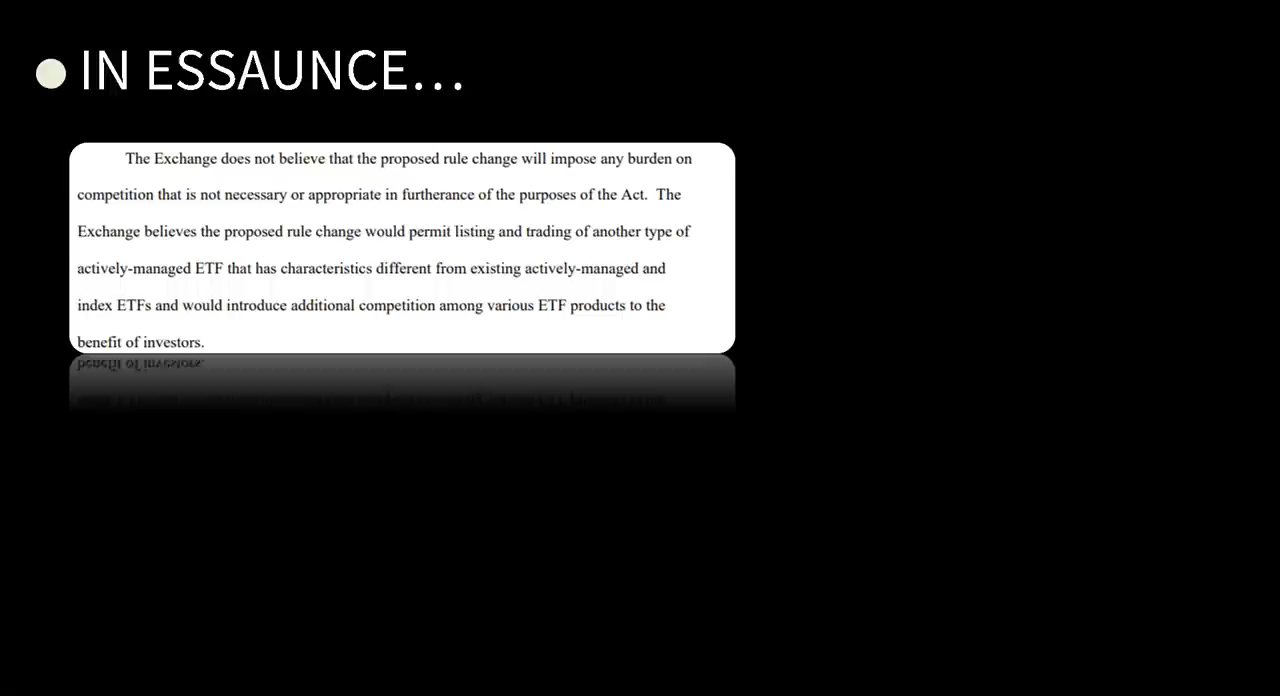 IN ESSAUNCE...
The Exchange does not believe that the proposed rule change will impose any burden on
competition that is not necessary or appropriate in furtherance of the purposes of the Act.  The
Exchange believes the proposed rule change would permit listing and trading of another type of
actively-managed ETF that has characteristics different from existing actively-managed and
index ETFs and would introduce additional competition among various ETF products to the
benefit of investors.